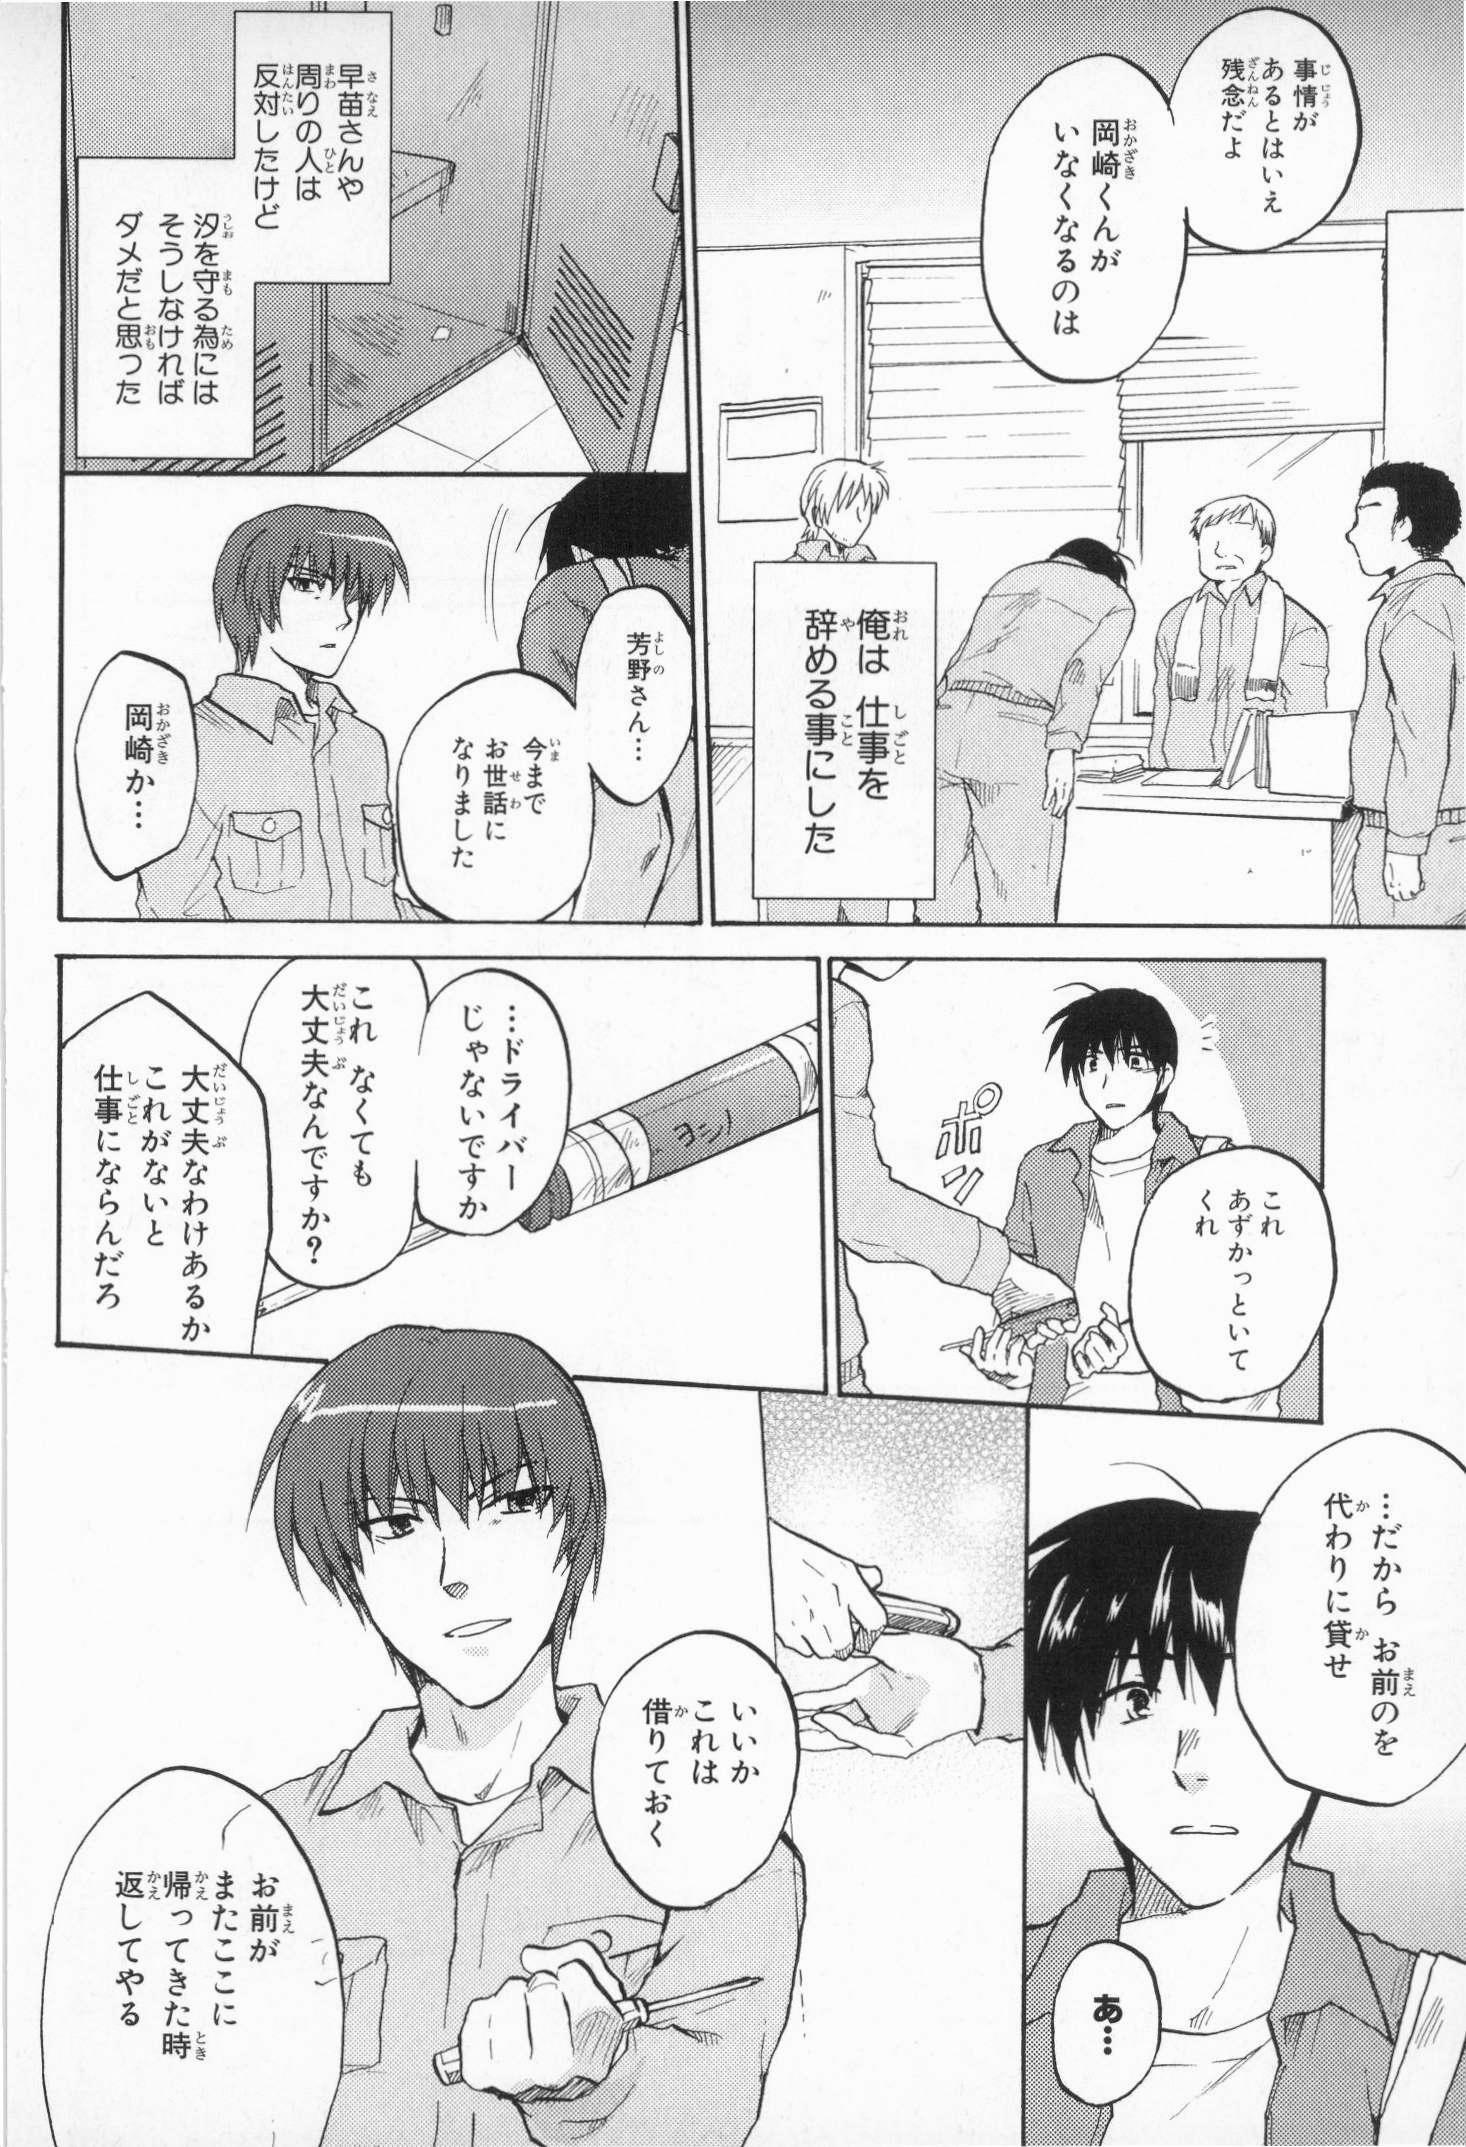 事情が
あるとはいえ
残念だよ
岡崎くんが
いなくなるのは
俺は 仕事を
辞める事にした
早苗さんや
周りの人は
反対したけど
汐を守る為には
そうしなければ
ダメだと思った
芳野さん…
今まで
お世話に
なりました
岡崎か…
ポン
これ
あずかっといて
くれ
ヨシノ
…ドライバー
じゃないですか
これ なくても
大丈夫なんですか？
大丈夫なわけあるか
これがないと
仕事にならんだろ
…だから お前のを
代わりに貸せ
あ…
いいか
これは
借りておく
お前が
またここに
帰ってきた時
返してやる